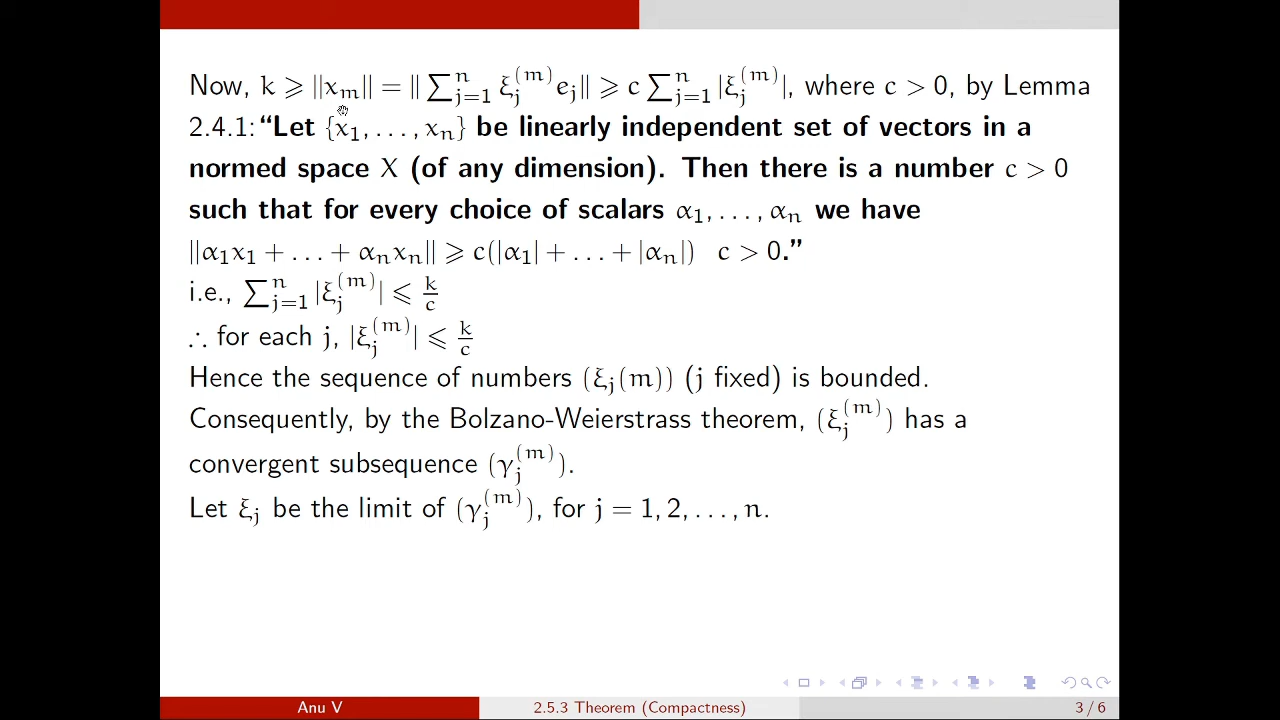 Now, k ⩾ ||x_m|| = ||∑_{j=1}^{n} ξ_j^{(m)} e_j|| ⩾ c ∑_{j=1}^{n} |ξ_j^{(m)}|, where c > 0, by Lemma
2.4.1: “Let {x_1, . . . , x_n} be linearly independent set of vectors in a
normed space X (of any dimension). Then there is a number c > 0
such that for every choice of scalars α_1, . . . , α_n we have
||α_1x_1 + . . . + α_nx_n|| ⩾ c(|α_1| + . . . + |α_n|) c > 0.”
i.e., ∑_{j=1}^{n} |ξ_j^{(m)}| ⩽ k/c
∴ for each j, |ξ_j^{(m)}| ⩽ k/c
Hence the sequence of numbers (ξ_j(m)) (j fixed) is bounded.
Consequently, by the Bolzano-Weierstrass theorem, (ξ_j^{(m)}) has a
convergent subsequence (γ_j^{(m)}).
Let ξ_j be the limit of (γ_j^{(m)}), for j = 1, 2, . . . , n.
Anu V 2.5.3 Theorem (Compactness) 3 / 6